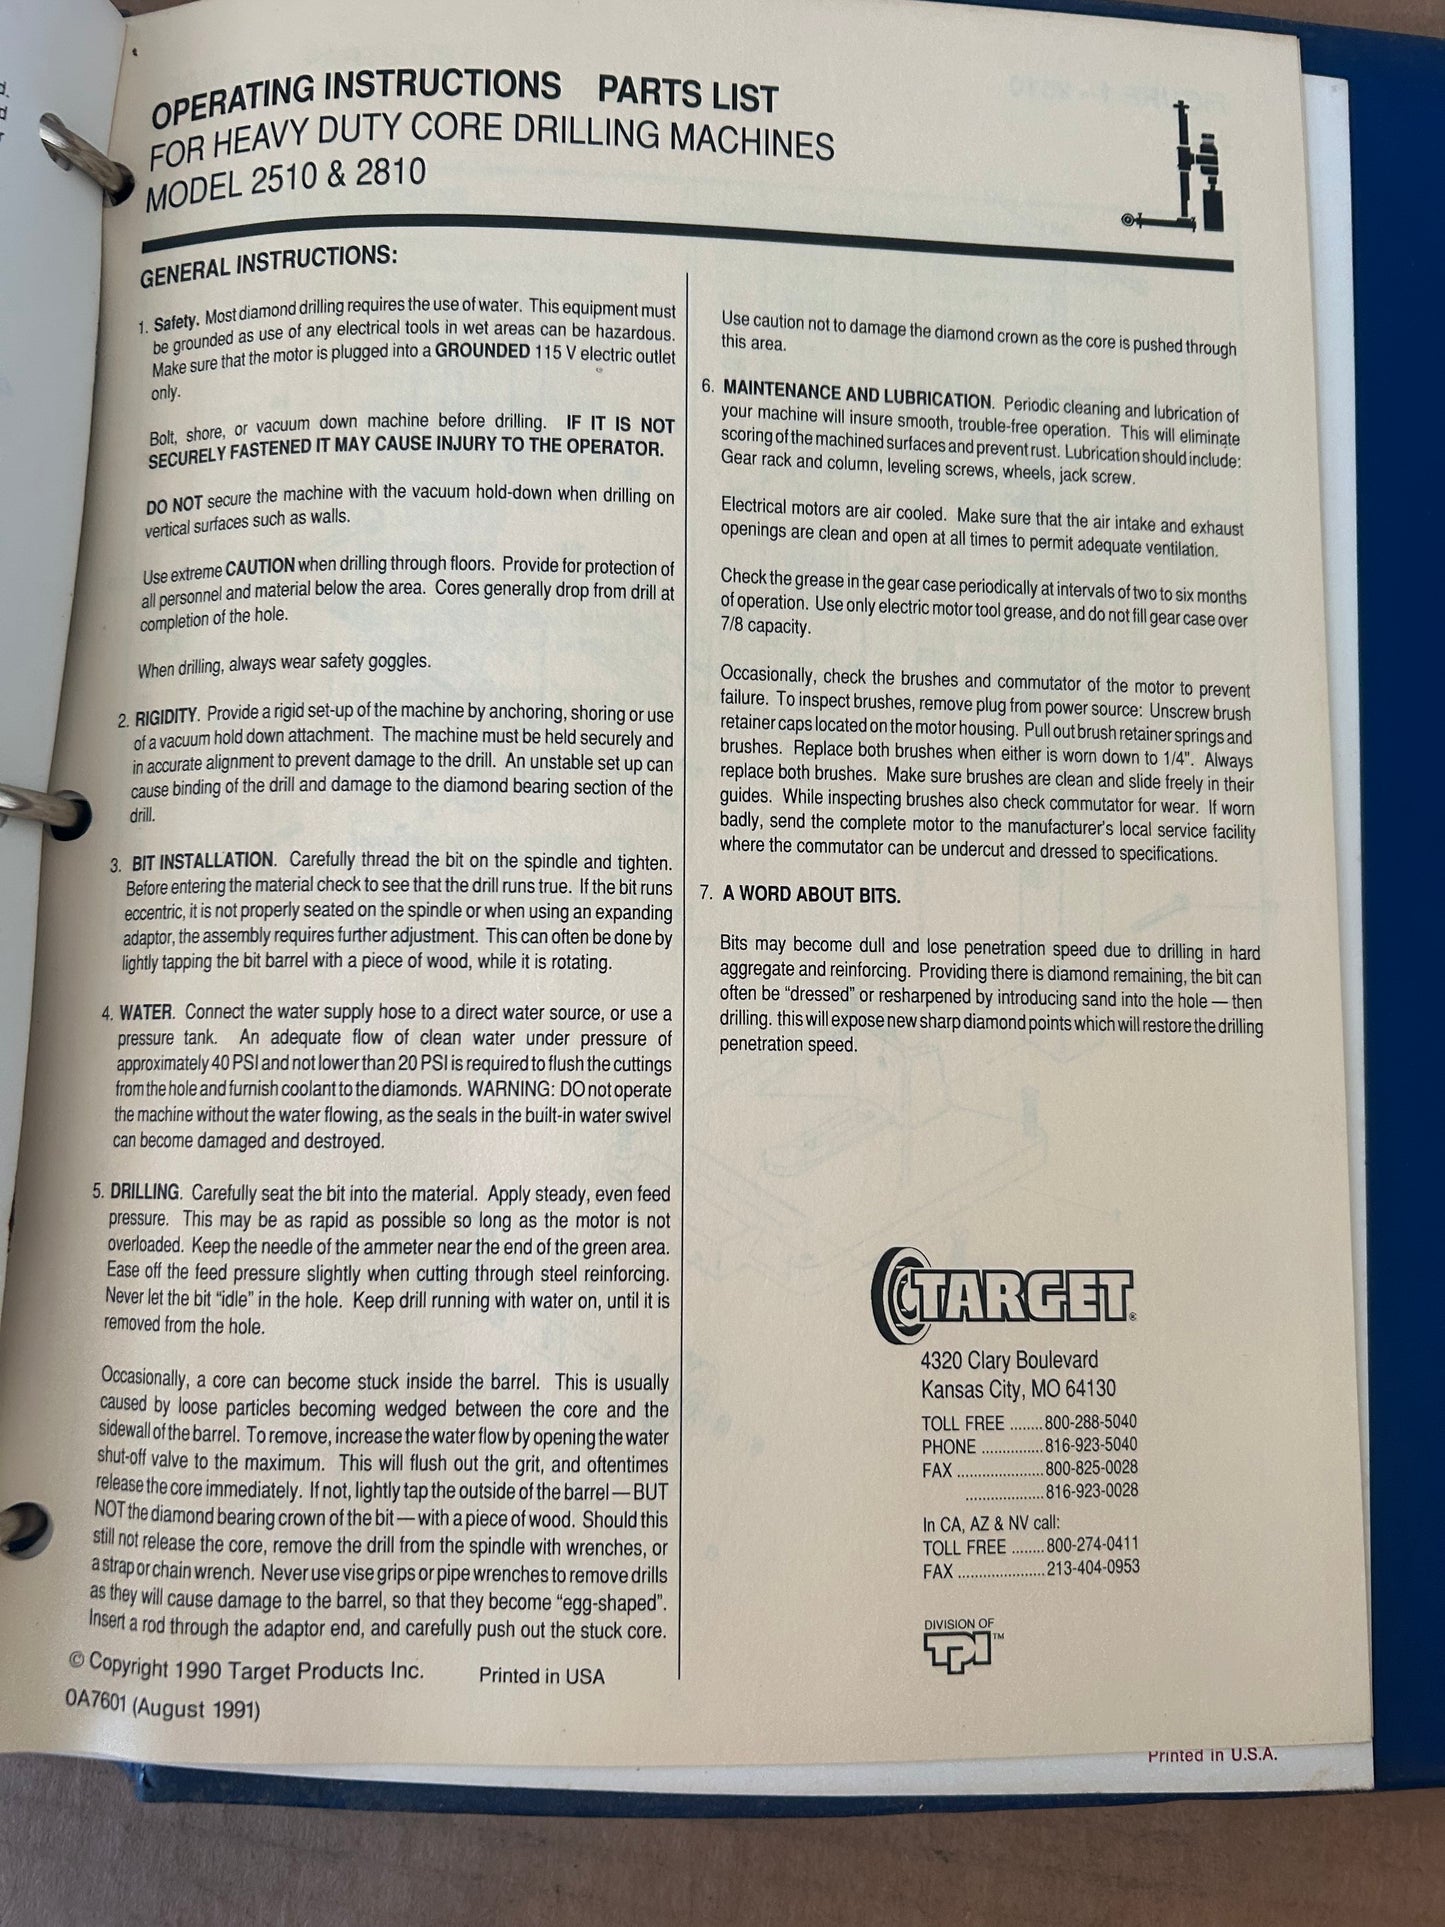 d.
d
r
OPERATING INSTRUCTIONS PARTS LIST
FOR HEAVY DUTY CORE DRILLING MACHINES
MODEL 2510 & 2810
GENERAL INSTRUCTIONS:
1. Safety. Most diamond drilling requires the use of water. This equipment must
be grounded as use of any electrical tools in wet areas can be hazardous.
Make sure that the motor is plugged into a GROUNDED 115 V electric outlet
only.
Bolt, shore, or vacuum down machine before drilling. IF IT IS NOT
SECURELY FASTENED IT MAY CAUSE INJURY TO THE OPERATOR.
DO NOT secure the machine with the vacuum hold-down when drilling on
vertical surfaces such as walls.
Use extreme CAUTION when drilling through floors. Provide for protection of
all personnel and material below the area. Cores generally drop from drill at
completion of the hole.
When drilling, always wear safety goggles.
2. RIGIDITY. Provide a rigid set-up of the machine by anchoring, shoring or use
of a vacuum hold down attachment. The machine must be held securely and
in accurate alignment to prevent damage to the drill. An unstable set up can
cause binding of the drill and damage to the diamond bearing section of the
drill.
3. BIT INSTALLATION. Carefully thread the bit on the spindle and tighten.
Before entering the material check to see that the drill runs true. If the bit runs
eccentric, it is not properly seated on the spindle or when using an expanding
adaptor, the assembly requires further adjustment. This can often be done by
lightly tapping the bit barrel with a piece of wood, while it is rotating.
4. WATER. Connect the water supply hose to a direct water source, or use a
pressure tank. An adequate flow of clean water under pressure of
approximately 40 PSI and not lower than 20 PSI is required to flush the cuttings
from the hole and furnish coolant to the diamonds. WARNING: DO not operate
the machine without the water flowing, as the seals in the built-in water swivel
can become damaged and destroyed.
5. DRILLING. Carefully seat the bit into the material. Apply steady, even feed
pressure. This may be as rapid as possible so long as the motor is not
overloaded. Keep the needle of the ammeter near the end of the green area.
Ease off the feed pressure slightly when cutting through steel reinforcing.
Never let the bit “idle” in the hole. Keep drill running with water on, until it is
removed from the hole.
Occasionally, a core can become stuck inside the barrel. This is usually
caused by loose particles becoming wedged between the core and the
sidewall of the barrel. To remove, increase the water flow by opening the water
shut-off valve to the maximum. This will flush out the grit, and oftentimes
release the core immediately. If not, lightly tap the outside of the barrel — BUT
NOT the diamond bearing crown of the bit — with a piece of wood. Should this
still not release the core, remove the drill from the spindle with wrenches, or
a strap or chain wrench. Never use vise grips or pipe wrenches to remove drills
as they will cause damage to the barrel, so that they become “egg-shaped”.
Insert a rod through the adaptor end, and carefully push out the stuck core.
© Copyright 1990 Target Products Inc. Printed in USA
0A7601 (August 1991)
Use caution not to damage the diamond crown as the core is pushed through
this area.
6. MAINTENANCE AND LUBRICATION. Periodic cleaning and lubrication of
your machine will insure smooth, trouble-free operation. This will eliminate
scoring of the machined surfaces and prevent rust. Lubrication should include:
Gear rack and column, leveling screws, wheels, jack screw.
Electrical motors are air cooled. Make sure that the air intake and exhaust
openings are clean and open at all times to permit adequate ventilation.
Check the grease in the gear case periodically at intervals of two to six months
of operation. Use only electric motor tool grease, and do not fill gear case over
7/8 capacity.
Occasionally, check the brushes and commutator of the motor to prevent
failure. To inspect brushes, remove plug from power source: Unscrew brush
retainer caps located on the motor housing. Pull out brush retainer springs and
brushes. Replace both brushes when either is worn down to 1/4". Always
replace both brushes. Make sure brushes are clean and slide freely in their
guides. While inspecting brushes also check commutator for wear. If worn
badly, send the complete motor to the manufacturer's local service facility
where the commutator can be undercut and dressed to specifications.
7. A WORD ABOUT BITS.
Bits may become dull and lose penetration speed due to drilling in hard
aggregate and reinforcing. Providing there is diamond remaining, the bit can
often be “dressed” or resharpened by introducing sand into the hole — then
drilling. this will expose new sharp diamond points which will restore the drilling
penetration speed.
TARGET®
4320 Clary Boulevard
Kansas City, MO 64130
TOLL FREE ........800-288-5040
PHONE ...............816-923-5040
FAX .....................800-825-0028
...................816-923-0028
In CA, AZ & NV call:
TOLL FREE ........800-274-0411
FAX .....................213-404-0953
DIVISION OF
TPI™
Printed in U.S.A.